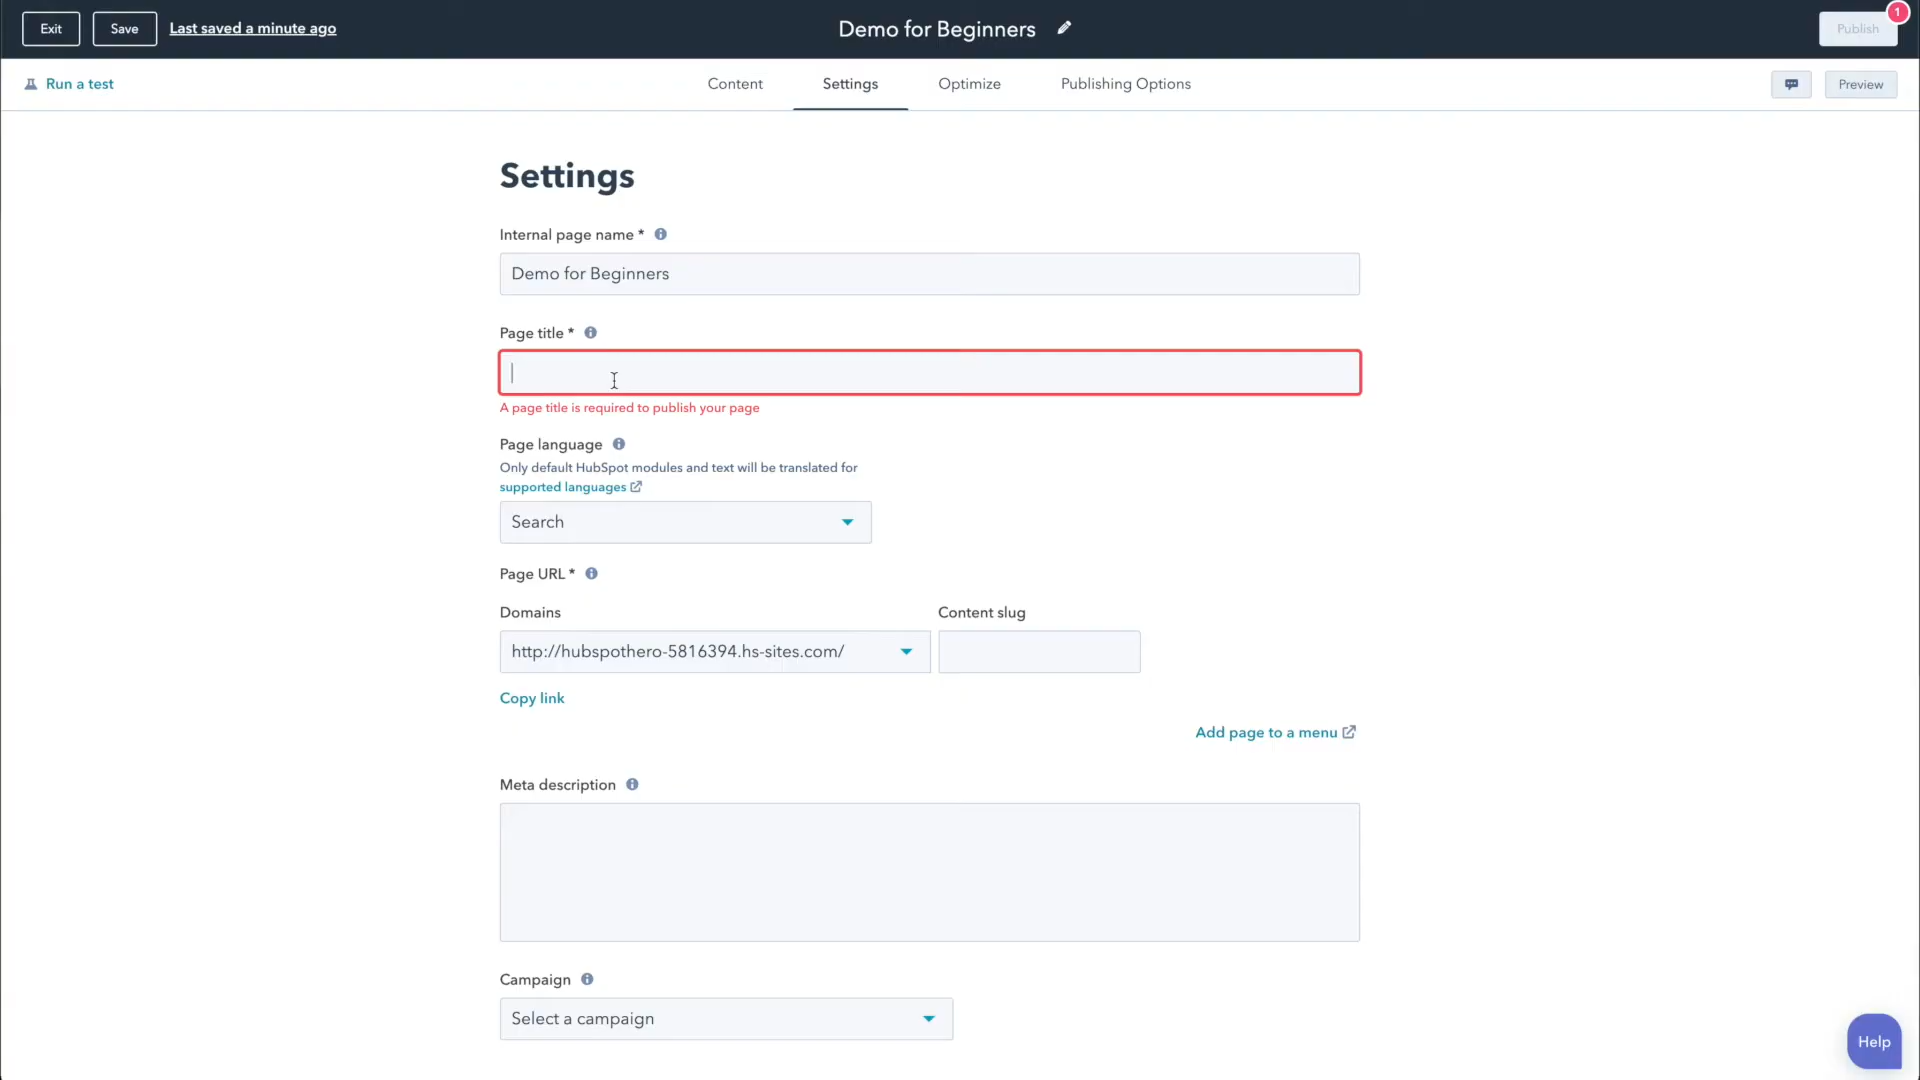 Exit
Save
Last saved a minute ago
Demo for Beginners
Publish
1
Run a test
Content
Settings
Optimize
Publishing Options
Preview
Settings
Internal page name *
Demo for Beginners
Page title *
A page title is required to publish your page
Page language
Only default HubSpot modules and text will be translated for
supported languages
Search
Page URL *
Domains
Content slug
http://hubspothero-5816394.hs-sites.com/
Copy link
Add page to a menu
Meta description
Campaign
Select a campaign
Help